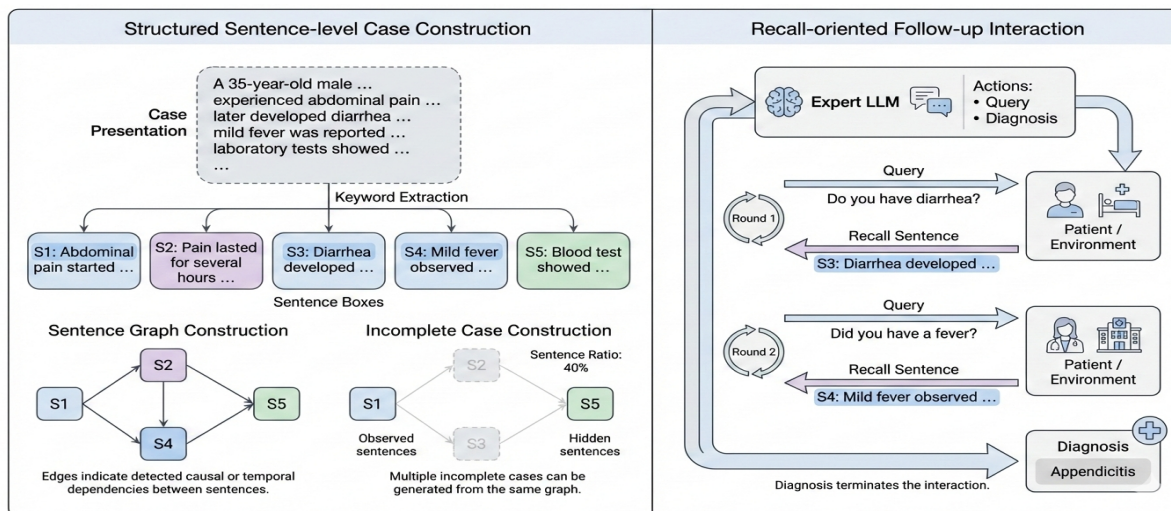 Structured Sentence-level Case Construction
Case
Presentation
A 35-year-old male ...
experienced abdominal pain ...
later developed diarrhea ...
mild fever was reported ...
laboratory tests showed ...
...
Keyword Extraction
S1: Abdominal
pain started ...
S2: Pain lasted
for several
hours ...
S3: Diarrhea
developed ...
S4: Mild fever
observed ...
S5: Blood test
showed ...
Sentence Boxes
Sentence Graph Construction
S1
S2
S4
S5
Edges indicate detected causal or temporal
dependencies between sentences.
Incomplete Case Construction
Sentence Ratio:
40%
S1
S2
S3
S5
Observed
sentences
Hidden
sentences
Multiple incomplete cases can be
generated from the same graph.
Recall-oriented Follow-up Interaction
Expert LLM
Actions:
• Query
• Diagnosis
Round 1
Query
Do you have diarrhea?
Recall Sentence
S3: Diarrhea developed ...
Patient /
Environment
Round 2
Query
Did you have a fever?
Recall Sentence
S4: Mild fever observed ...
Patient /
Environment
Diagnosis
Appendicitis
Diagnosis terminates the interaction.